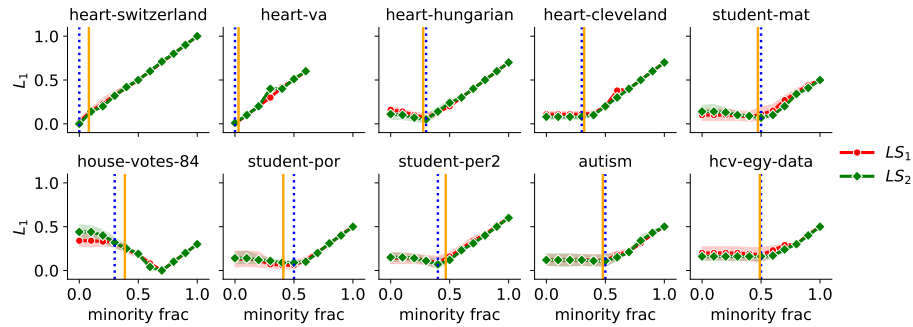 heart-switzerland
heart-va
heart-hungarian
heart-cleveland
student-mat
L1
1.0
0.5
0.0
house-votes-84
student-por
student-per2
autism
hcv-egy-data
LS1
LS2
L1
1.0
0.5
0.0
0.0 0.5 1.0
0.0 0.5 1.0
0.0 0.5 1.0
0.0 0.5 1.0
0.0 0.5 1.0
minority frac
minority frac
minority frac
minority frac
minority frac